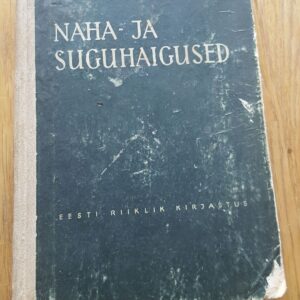 NAHA- JA
SUGUHAIGUSED
EESTI RIIKLIK KIRJASTUS